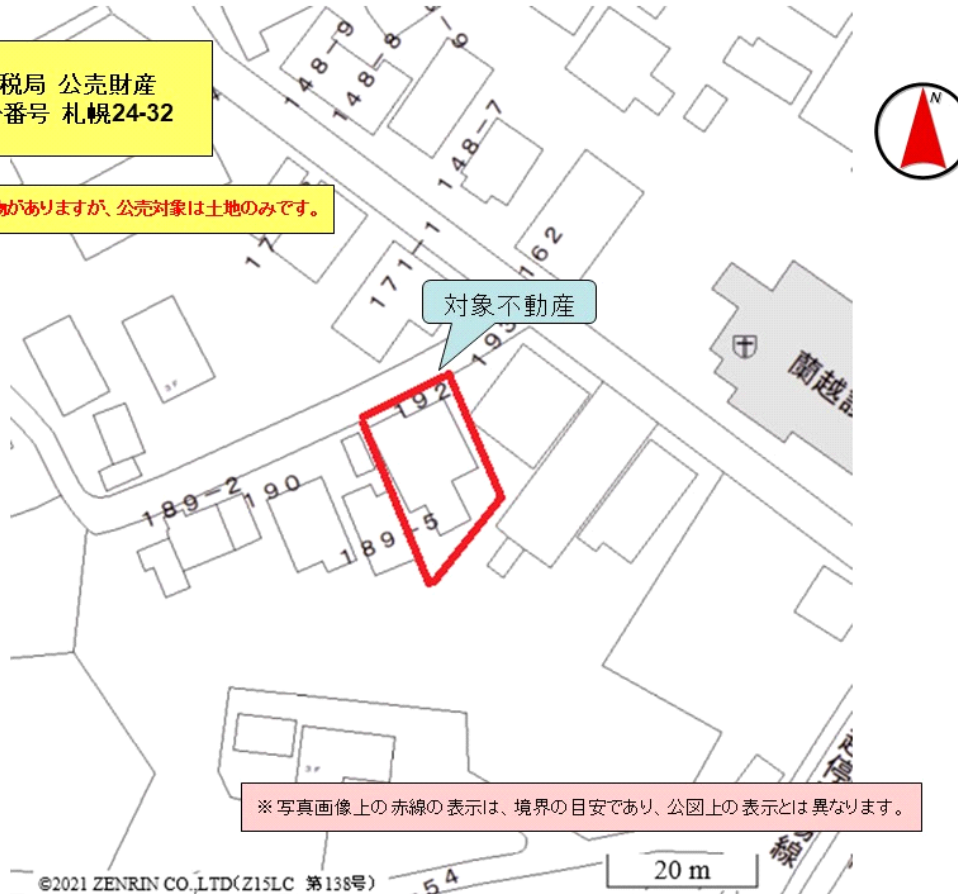 税局 公売財産
番号 札幌24-32
物がありますが、公売対象は土地のみです。
N
148-9
148-8
148-7
171-1
162
対象不動産
193
192
蘭越
189-2
190
189-5
3F
3F
※写真画像上の赤線の表示は、境界の目安であり、公図上の表示とは異なります。
停
線
20 m
54
©2021 ZENRIN CO.,LTD(Z15LC 第138号)